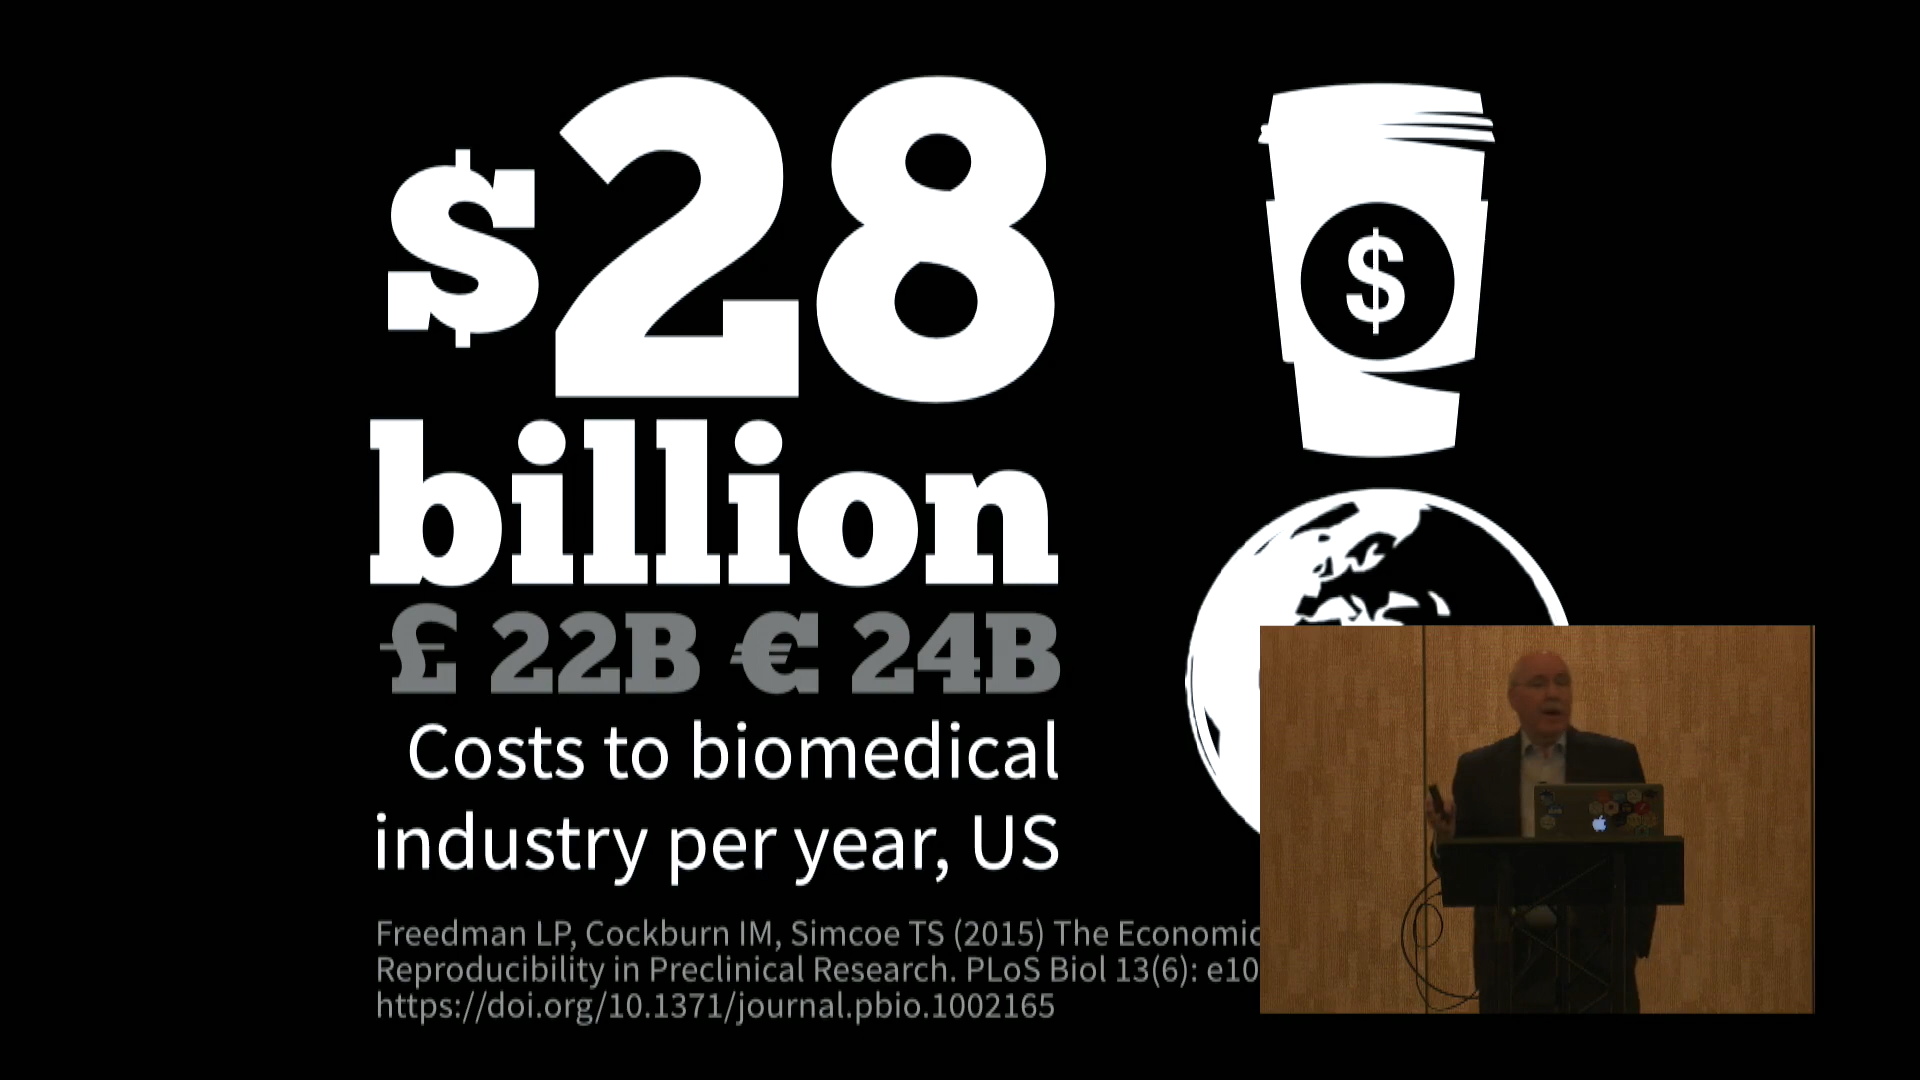 $28
billion
£ 22B € 24B
Costs to biomedical
industry per year, US
Freedman LP, Cockburn IM, Simcoe TS (2015) The Economic
Reproducibility in Preclinical Research. PLoS Biol 13(6): e10
https://doi.org/10.1371/journal.pbio.1002165
$